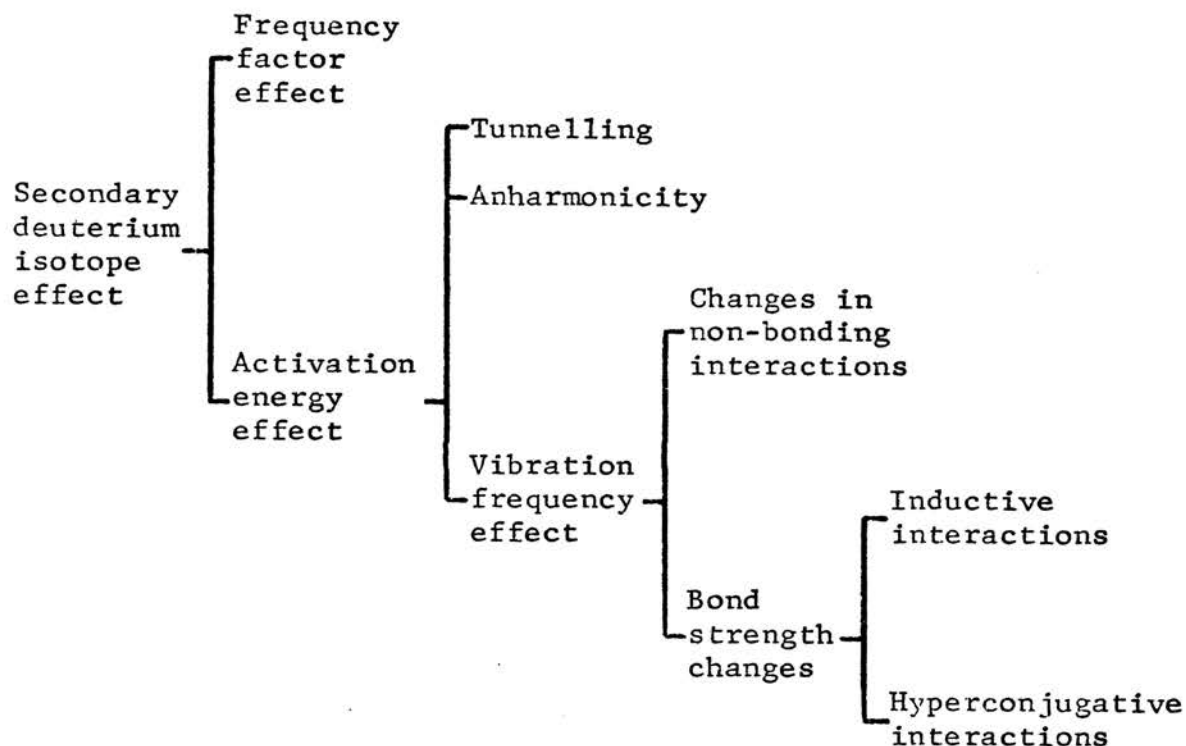 Frequency
factor
effect
Tunnelling
Anharmonicity
Secondary
deuterium
isotope
effect
Changes in
non-bonding
interactions
Activation
energy
effect
Vibration
frequency
effect
Inductive
interactions
Bond
strength
changes
Hyperconjugative
interactions